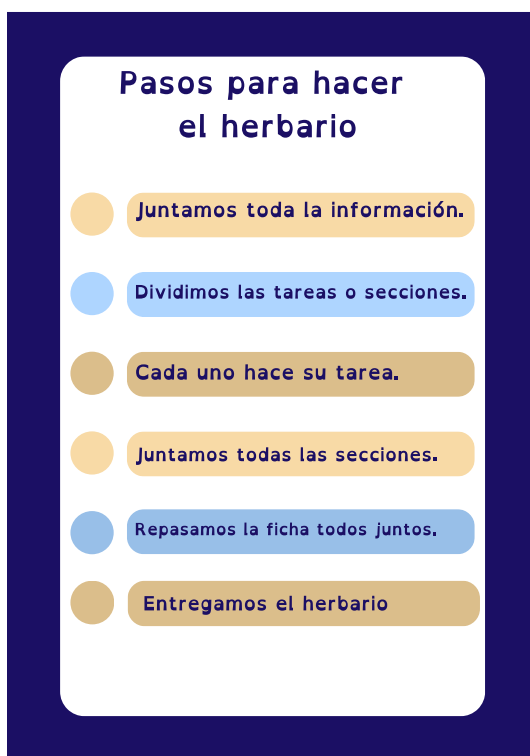 Pasos para hacer
el herbario
Juntamos toda la información.
Dividimos las tareas o secciones.
Cada uno hace su tarea.
Juntamos todas las secciones.
Repasamos la ficha todos juntos.
Entregamos el herbario